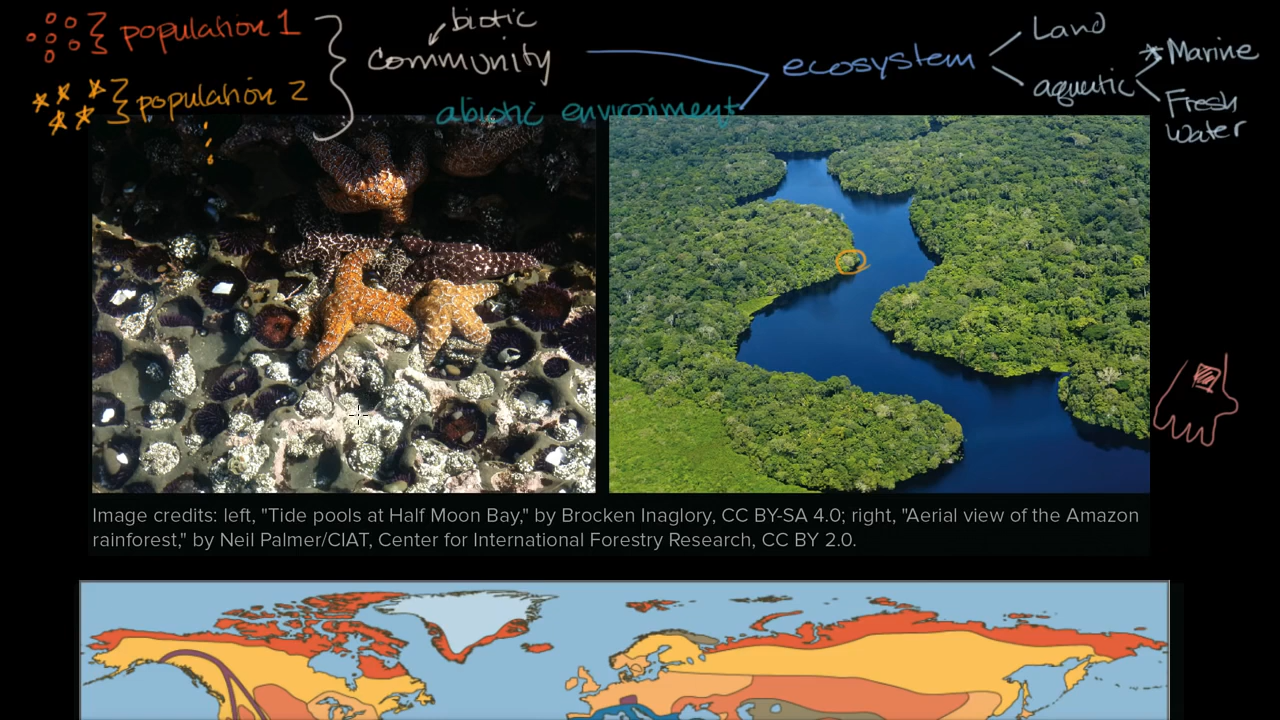 population 1
population 2
biotic
community
abiotic environment
ecosystem
Land
aquatic
Marine
Fresh
water
Image credits: left, "Tide pools at Half Moon Bay," by Brocken Inaglory, CC BY-SA 4.0; right, "Aerial view of the Amazon
rainforest," by Neil Palmer/CIAT, Center for International Forestry Research, CC BY 2.0.